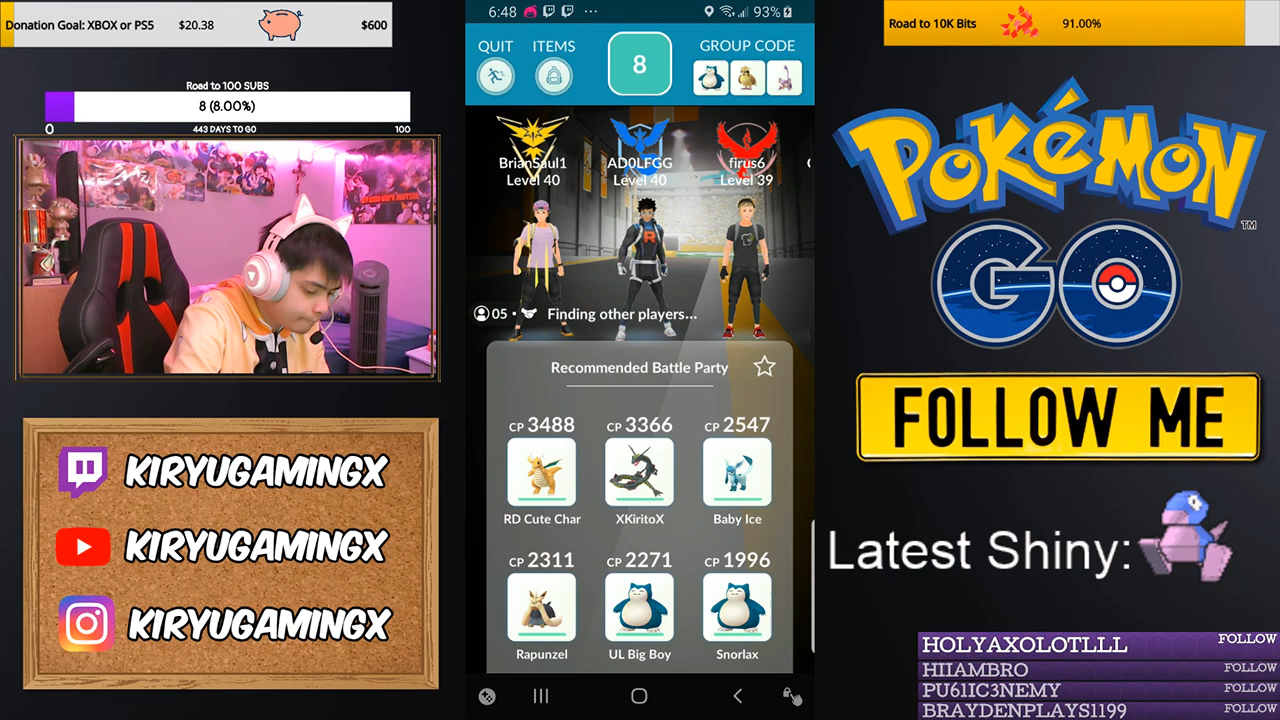 Donation Goal: XBOX or PS5 $20.38 $600
Road to 100 SUBS
8 (8.00%)
0 443 DAYS TO GO 100
KIRYUGAMINGX
KIRYUGAMINGX
KIRYUGAMINGX
6:48 93%
QUIT ITEMS 8 GROUP CODE
BrianSaul1 AD0LFGG firus6
Level 40 Level 40 Level 39
05 • Finding other players...
Recommended Battle Party
CP 3488 CP 3366 CP 2547
RD Cute Char XKiritoX Baby Ice
CP 2311 CP 2271 CP 1996
Rapunzel UL Big Boy Snorlax
Road to 10K Bits 91.00%
POKÉMON
TM
GO
FOLLOW ME
Latest Shiny:
HOLYAXOLOTLLL FOLLOW
HIIAMBRO FOLLOW
PU61IC3NEMY FOLLOW
BRAYDENPLAYS1199 FOLLOW